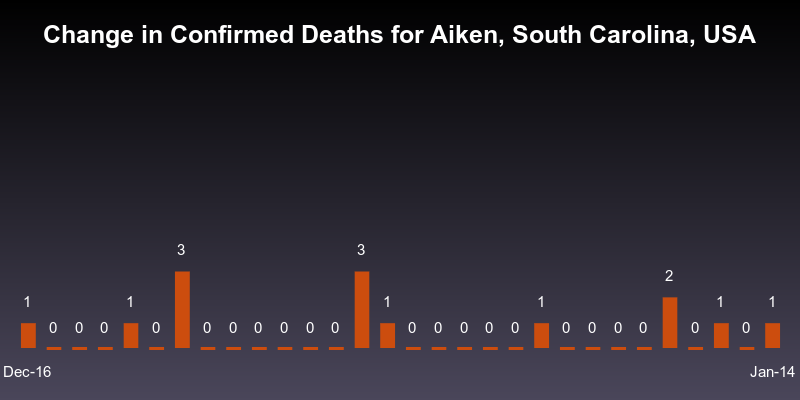 Change in Confirmed Deaths for Aiken, South Carolina, USA
3 3
2
1 1 1 1 1 1
0 0 0 0 0 0 0 0 0 0 0 0 0 0 0 0 0 0 0 0 0 0
Dec-16 Jan-14